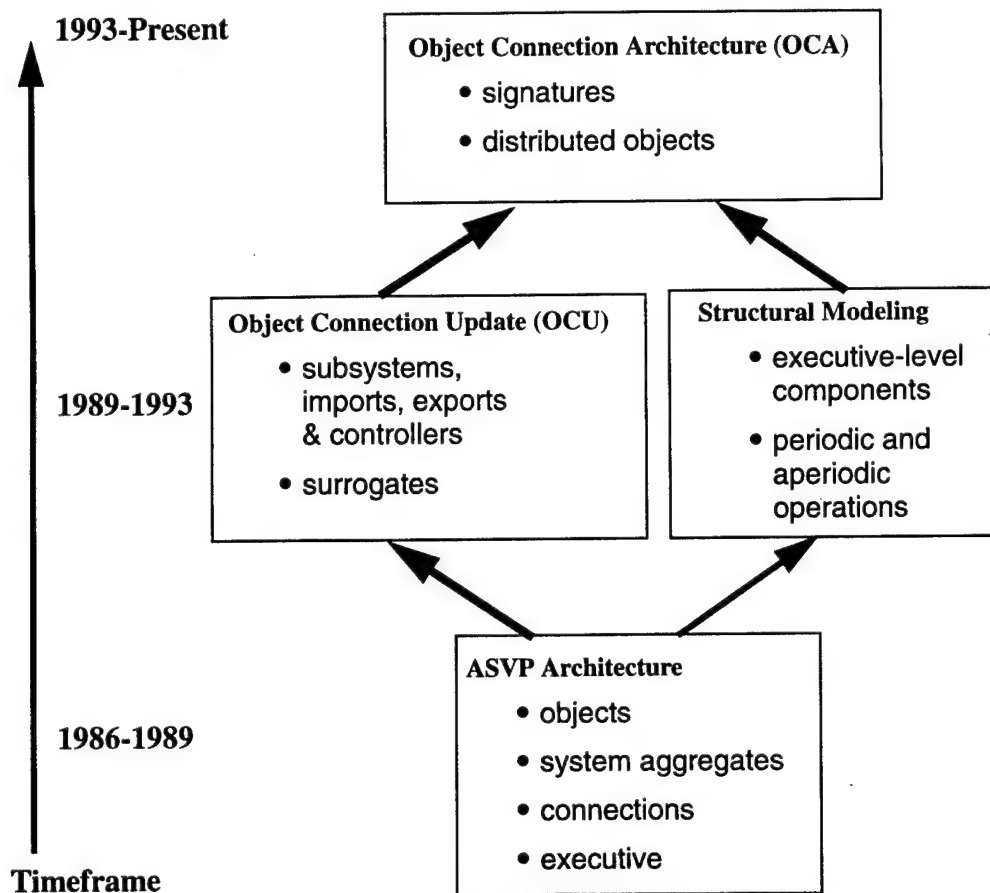 1993-Present
Object Connection Architecture (OCA)
• signatures
• distributed objects
1989-1993
Object Connection Update (OCU)
• subsystems,
imports, exports
& controllers
• surrogates
Structural Modeling
• executive-level
components
• periodic and
aperiodic
operations
1986-1989
ASVP Architecture
• objects
• system aggregates
• connections
• executive
Timeframe